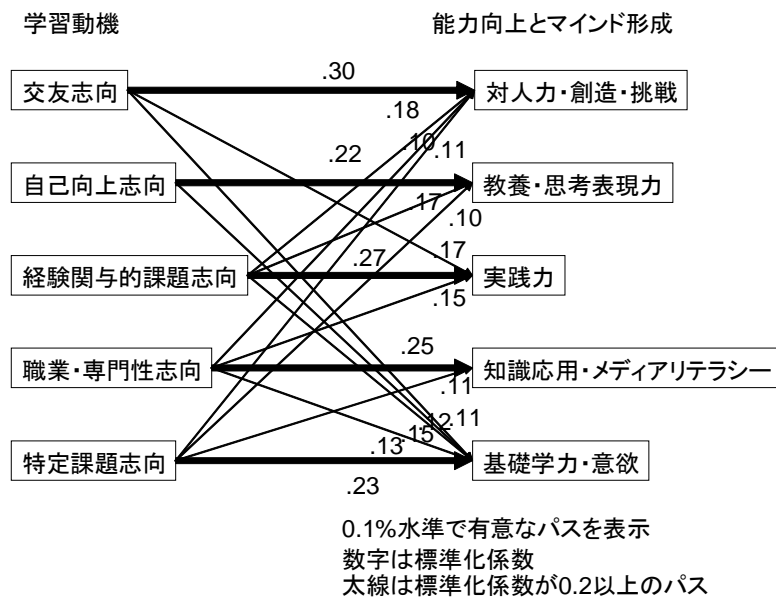 学習動機
能力向上とマインド形成
交友志向
.30
対人力・創造・挑戦
.18
.10
.11
自己向上志向
.22
教養・思考表現力
.17
.10
経験関与的課題志向
.27
.17
実践力
.15
職業・専門性志向
.25
知識応用・メディアリテラシー
.11
.11
.12
.15
.13
特定課題志向
.23
基礎学力・意欲
0.1%水準で有意なパスを表示
数字は標準化係数
太線は標準化係数が0.2以上のパス